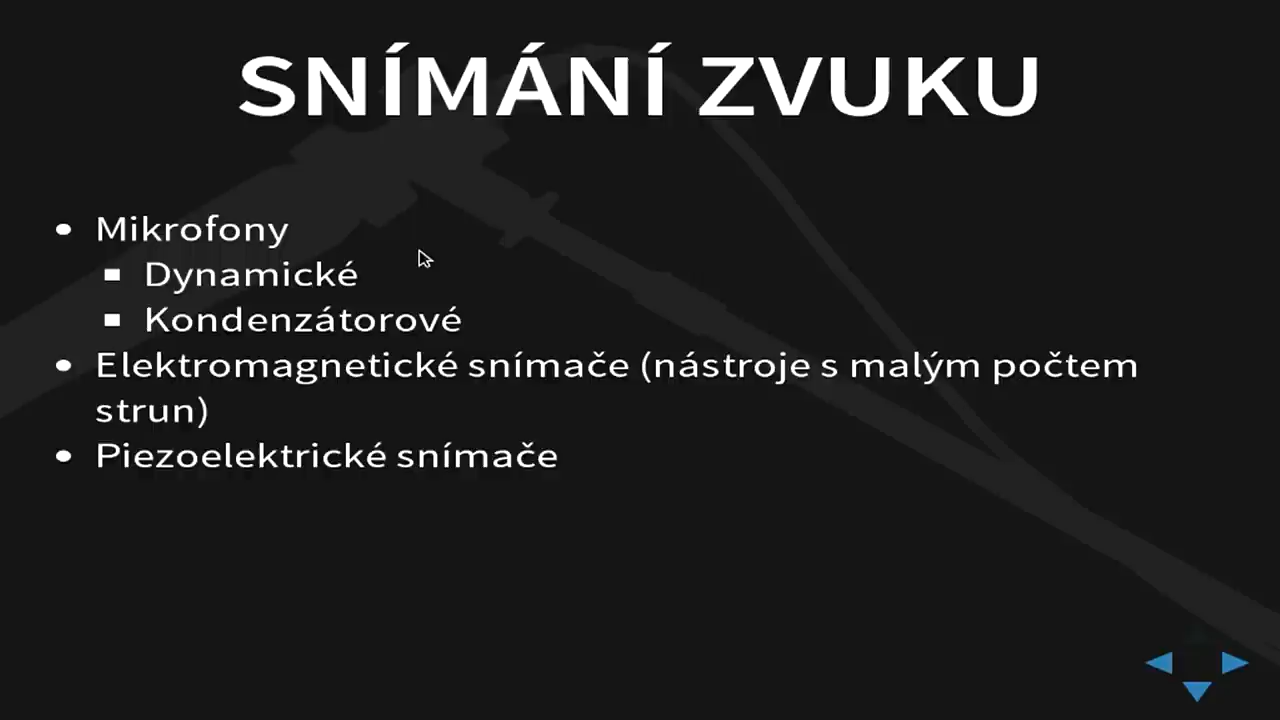 SNÍMÁNÍ ZVUKU
Mikrofony
Dynamické
Kondenzátorové
Elektromagnetické snímače (nástroje s malým počtem
strun)
Piezoelektrické snímače